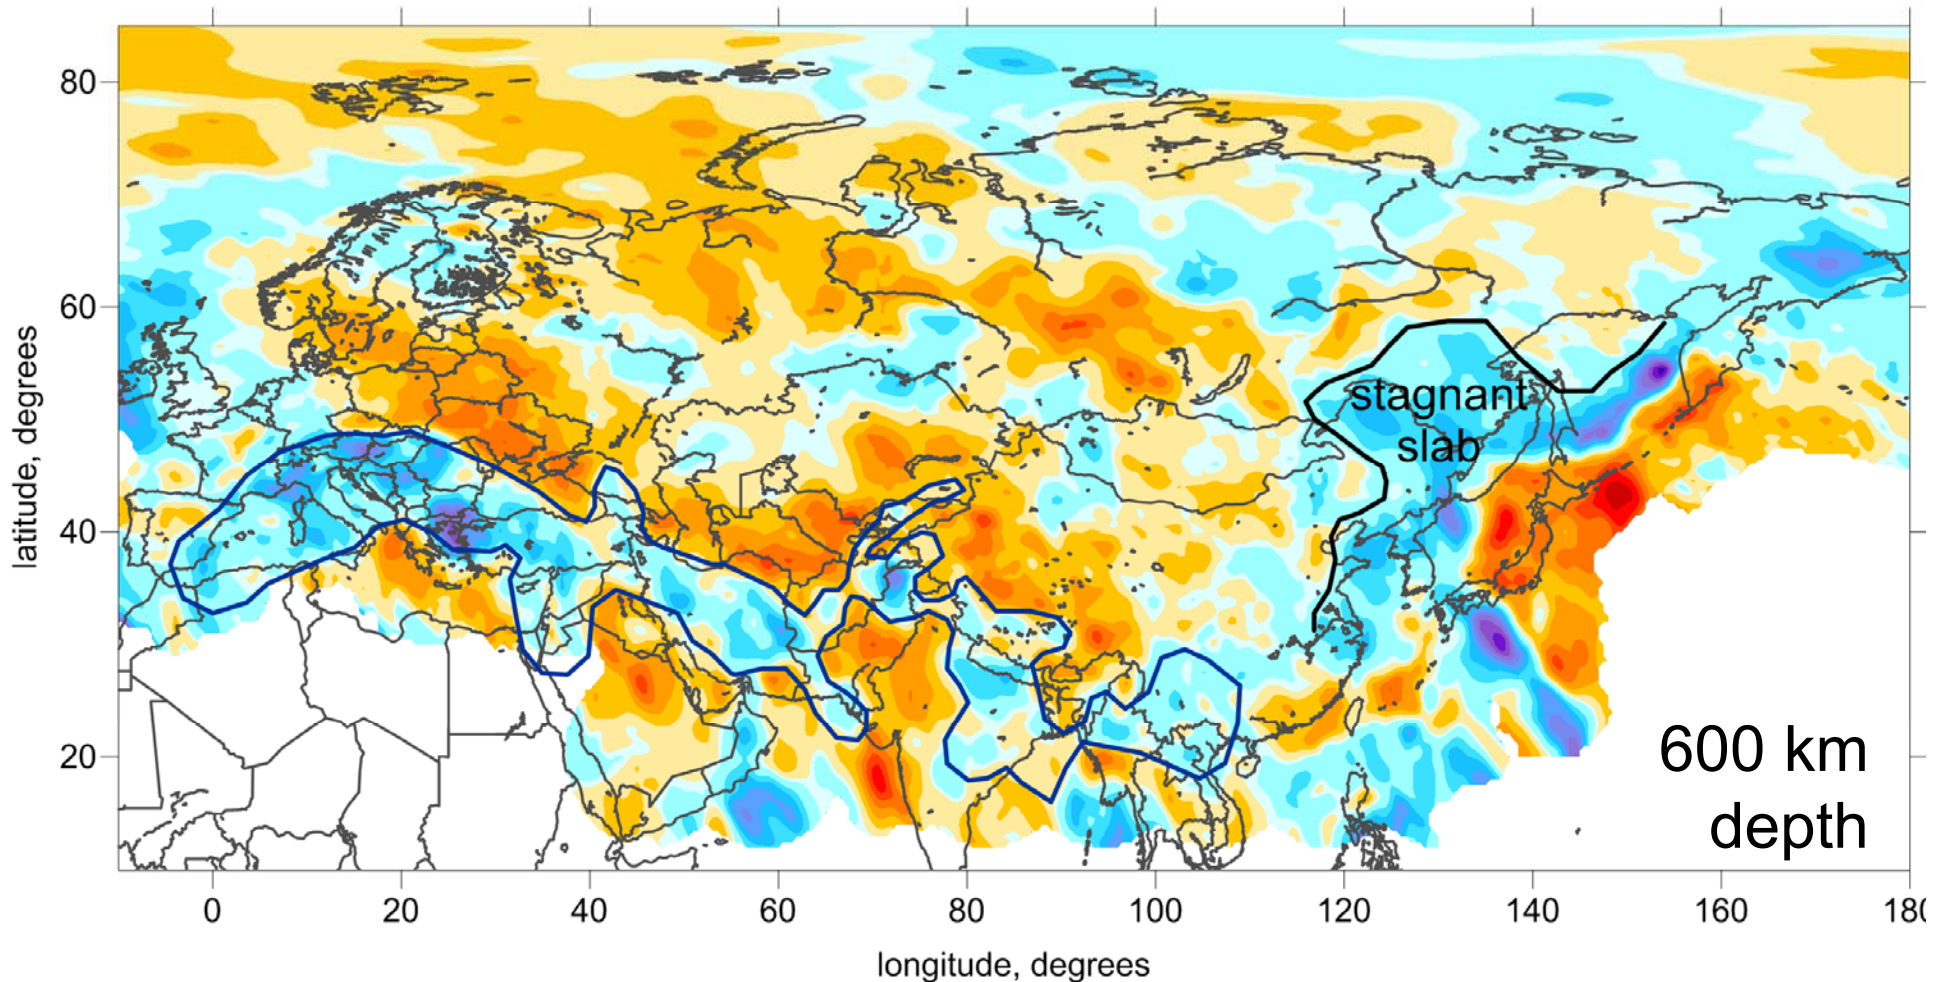 80
60
40
20
latitude, degrees
stagnant
slab
600 km
depth
0 20 40 60 80 100 120 140 160 180
longitude, degrees